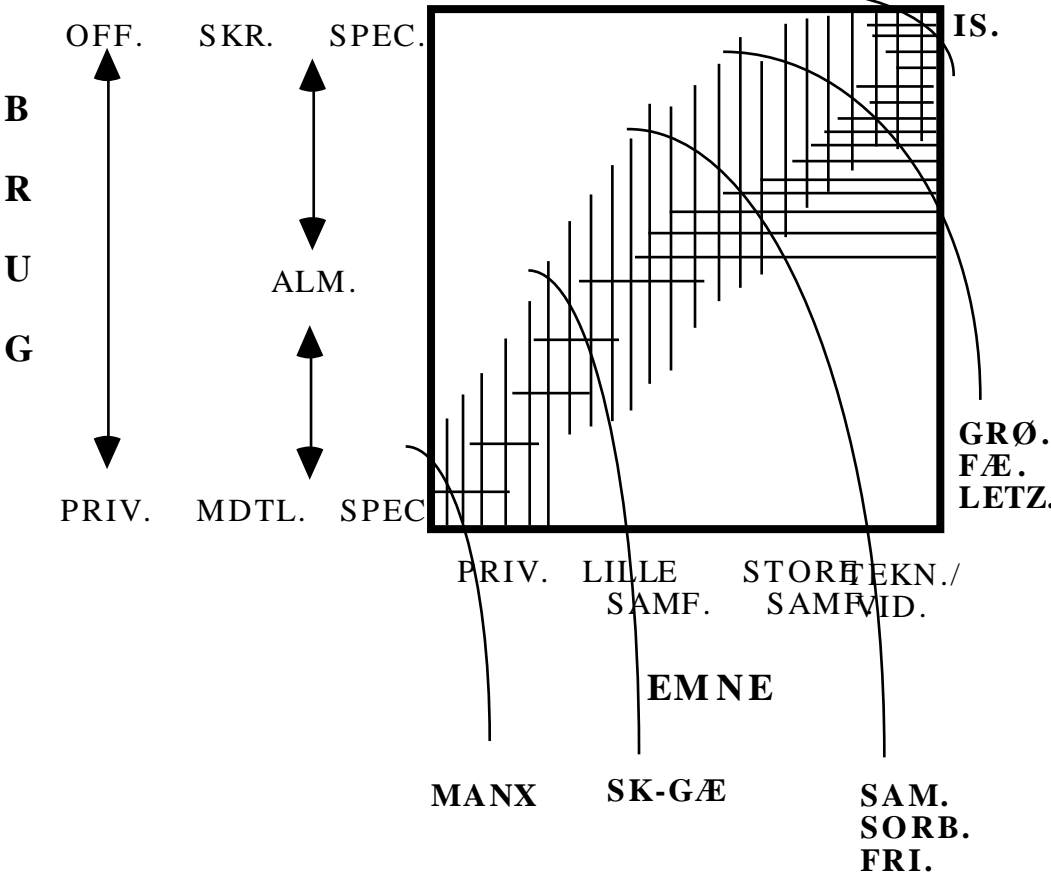 OFF. SKR. SPEC.
IS.
B
R
U
G
ALM.
GRØ.
FÆ.
LETZ.
PRIV. MDTL. SPEC
PRIV. LILLE STORE TEKN./
SAMF. SAMF. VID.
EMNE
MANX SK-GÆ SAM.
SORB.
FRI.